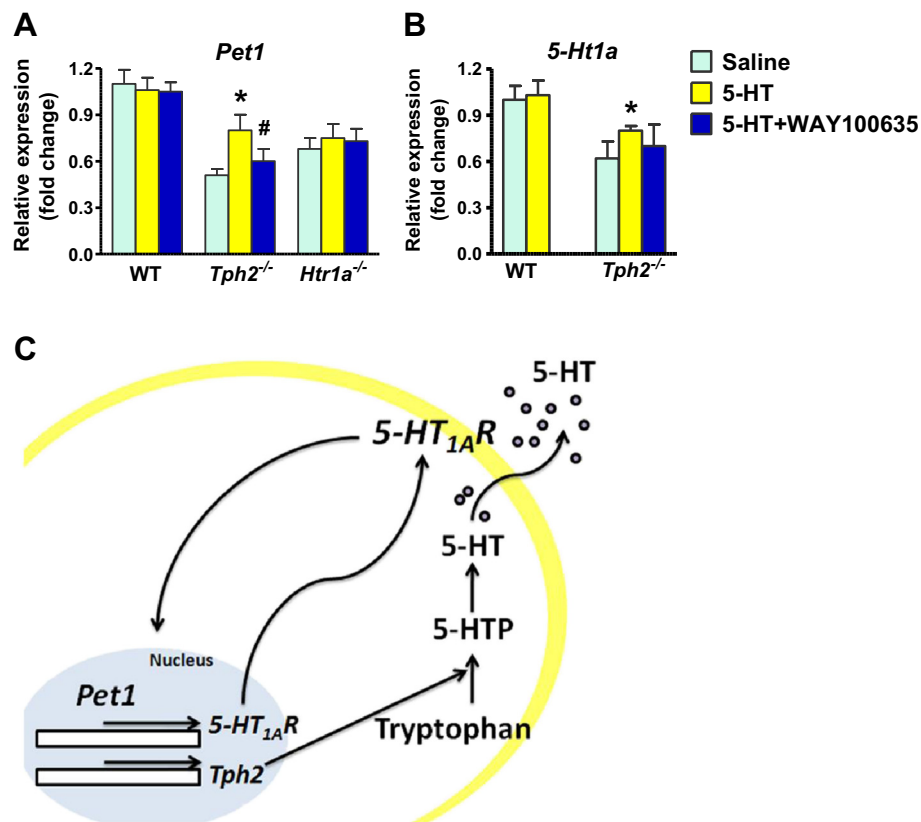 A
Pet1
Relative expression
(fold change)
1.2
0.9
0.6
0.3
0.0
*
#
WT
Tph2-/-
Htr1a-/-
B
5-Ht1a
Relative expression
(fold change)
1.2
0.9
0.6
0.3
0.0
*
WT
Tph2-/-
Saline
5-HT
5-HT+WAY100635
C
5-HT
5-HT1AR
5-HT
5-HTP
Tryptophan
Nucleus
Pet1
5-HT1AR
Tph2